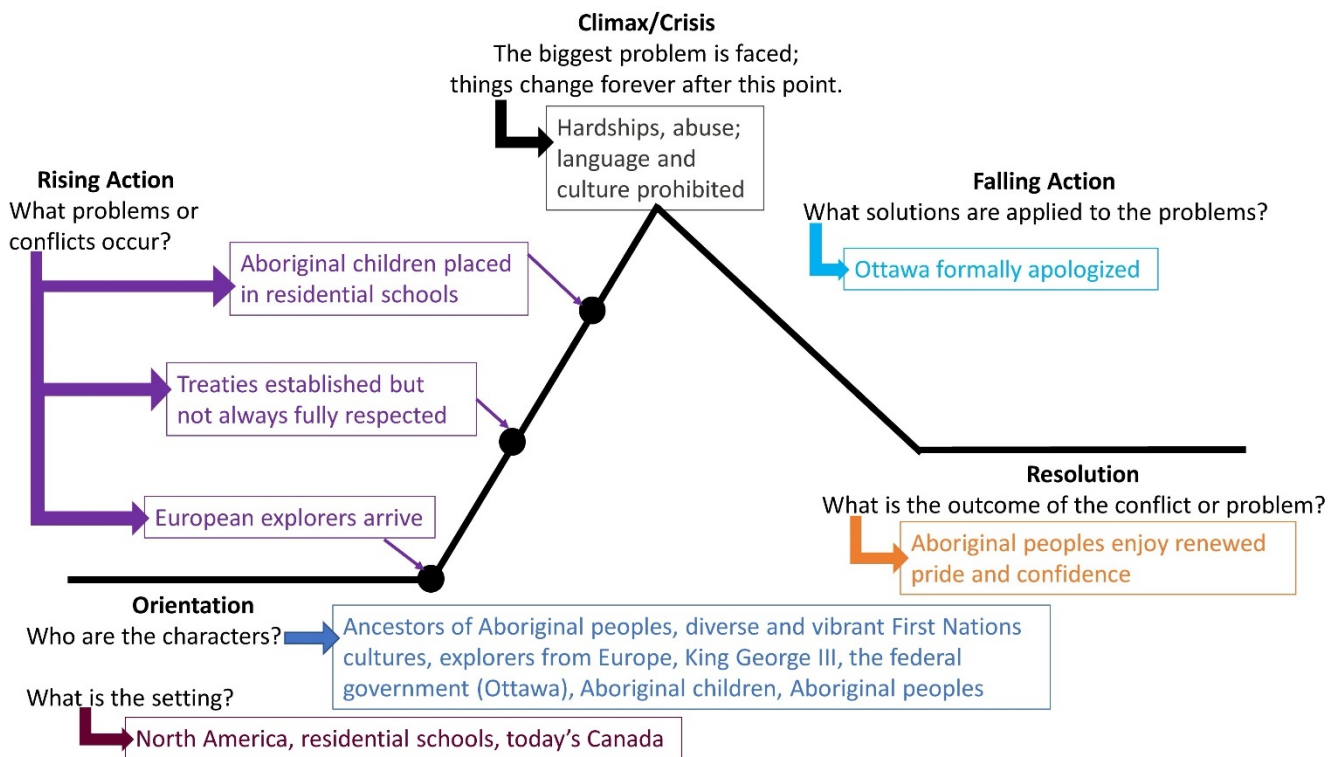 Climax/Crisis
The biggest problem is faced;
things change forever after this point.
Hardships, abuse;
language and
culture prohibited
Rising Action
What problems or
conflicts occur?
Aboriginal children placed
in residential schools
Treaties established but
not always fully respected
European explorers arrive
Falling Action
What solutions are applied to the problems?
Ottawa formally apologized
Resolution
What is the outcome of the conflict or problem?
Aboriginal peoples enjoy renewed
pride and confidence
Orientation
Who are the characters?
Ancestors of Aboriginal peoples, diverse and vibrant First Nations
cultures, explorers from Europe, King George III, the federal
government (Ottawa), Aboriginal children, Aboriginal peoples
What is the setting?
North America, residential schools, today's Canada